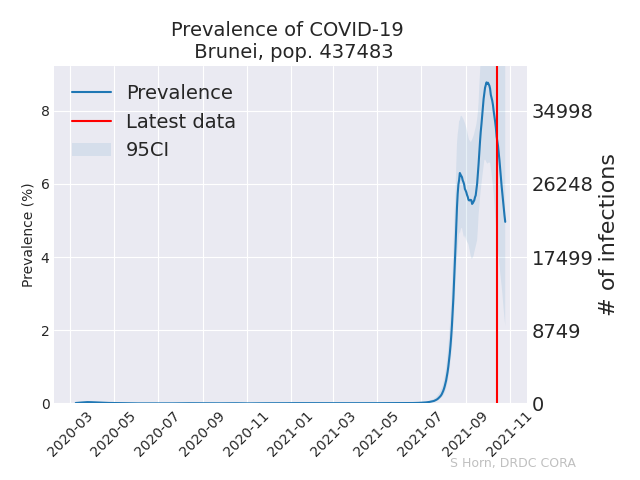 Prevalence of COVID-19
Brunei, pop. 437483
Prevalence
Latest data
95CI
Prevalence (%)
8
6
4
2
0
34998
26248
17499
8749
0
# of infections
2020-03
2020-05
2020-07
2020-09
2020-11
2021-01
2021-03
2021-05
2021-07
2021-09
2021-11
S Horn, DRDC CORA